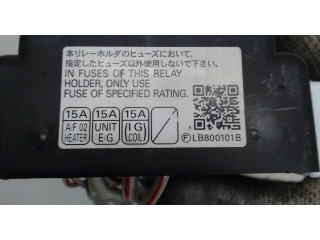 本リレーホルダのヒューズにおいて、
指定したヒューズ以外使用しないで下さい。
IN FUSES OF THIS RELAY
HOLDER, ONLY USE
FUSE OF SPECIFIED RATING.
15A 15A 15A
A/F 02 UNIT (IG)
HEATER E·G COIL
F LB800101B